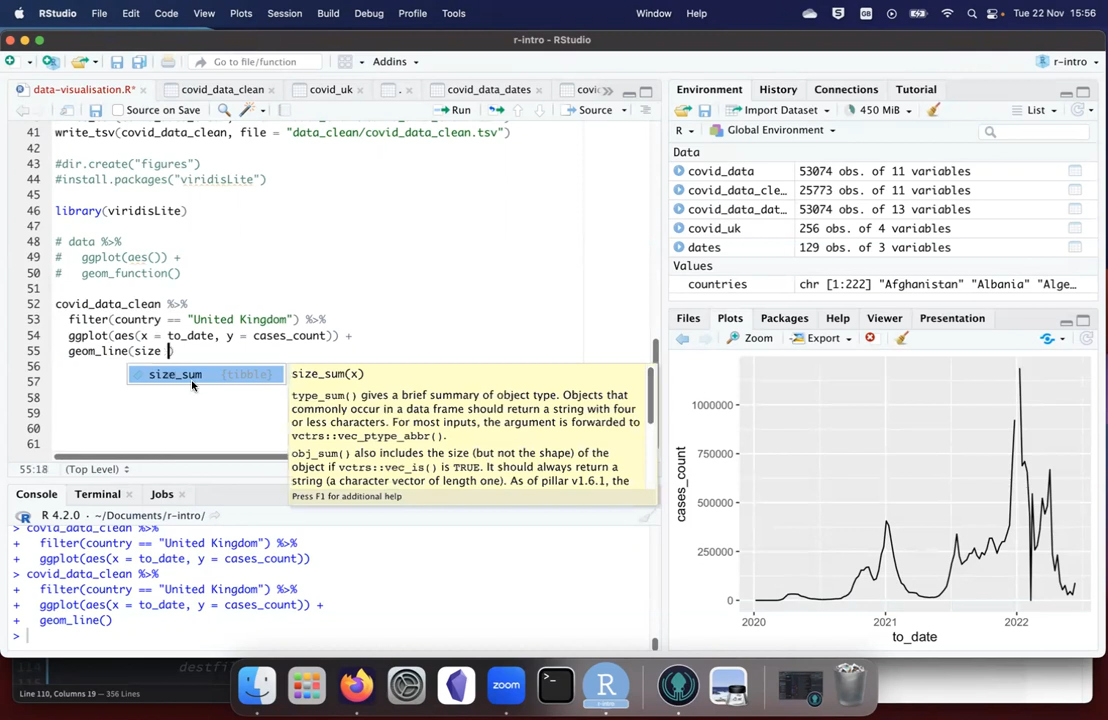 RStudio File Edit Code View Plots Session Build Debug Profile Tools Window Help GB Tue 22 Nov 15:56
r-intro - RStudio
Go to file/function Addins r-intro
data-visualisation.R* covid_data_clean covid_uk . covid_data_dates
Source on Save Run Source
41 write_tsv(covid_data_clean, file = "data_clean/covid_data_clean.tsv")
42
43 #dir.create("figures")
44 #install.packages("viridisLite")
45
46 library(viridisLite)
47
48 # data %>%
49 #   ggplot(aes()) +
50 #   geom_function()
51
52 covid_data_clean %>%
53   filter(country == "United Kingdom") %>%
54   ggplot(aes(x = to_date, y = cases_count)) +
55   geom_line(size )
56
57
58
59
60
61
size_sum {tibble}
size_sum(x)
type_sum() gives a brief summary of object type. Objects that
commonly occur in a data frame should return a string with four
or less characters. For most inputs, the argument is forwarded to
vctrs::vec_ptype_abbr().
obj_sum() also includes the size (but not the shape) of the
object if vctrs::vec_is() is TRUE. It should always return a
string (a character vector of length one). As of pillar v1.6.1, the
Press F1 for additional help
55:18 (Top Level)
Console Terminal Jobs
R 4.2.0 · ~/Documents/r-intro/
> covid_data_clean %>%
+   filter(country == "United Kingdom") %>%
+   ggplot(aes(x = to_date, y = cases_count))
> covid_data_clean %>%
+   filter(country == "United Kingdom") %>%
+   ggplot(aes(x = to_date, y = cases_count)) +
+   geom_line()
>
Environment History Connections Tutorial
Import Dataset 450 MiB List
R Global Environment
Data
covid_data 53074 obs. of 11 variables
covid_data_cle… 25773 obs. of 11 variables
covid_data_dat… 53074 obs. of 13 variables
covid_uk 256 obs. of 4 variables
dates 129 obs. of 3 variables
Values
countries chr [1:222] "Afghanistan" "Albania" "Alge…
Files Plots Packages Help Viewer Presentation
Zoom Export
1000000
750000
500000
250000
0
cases_count
2020 2021 2022
to_date
Line 110, Columns 19 — 356 Lines
zoom
R
r-intro